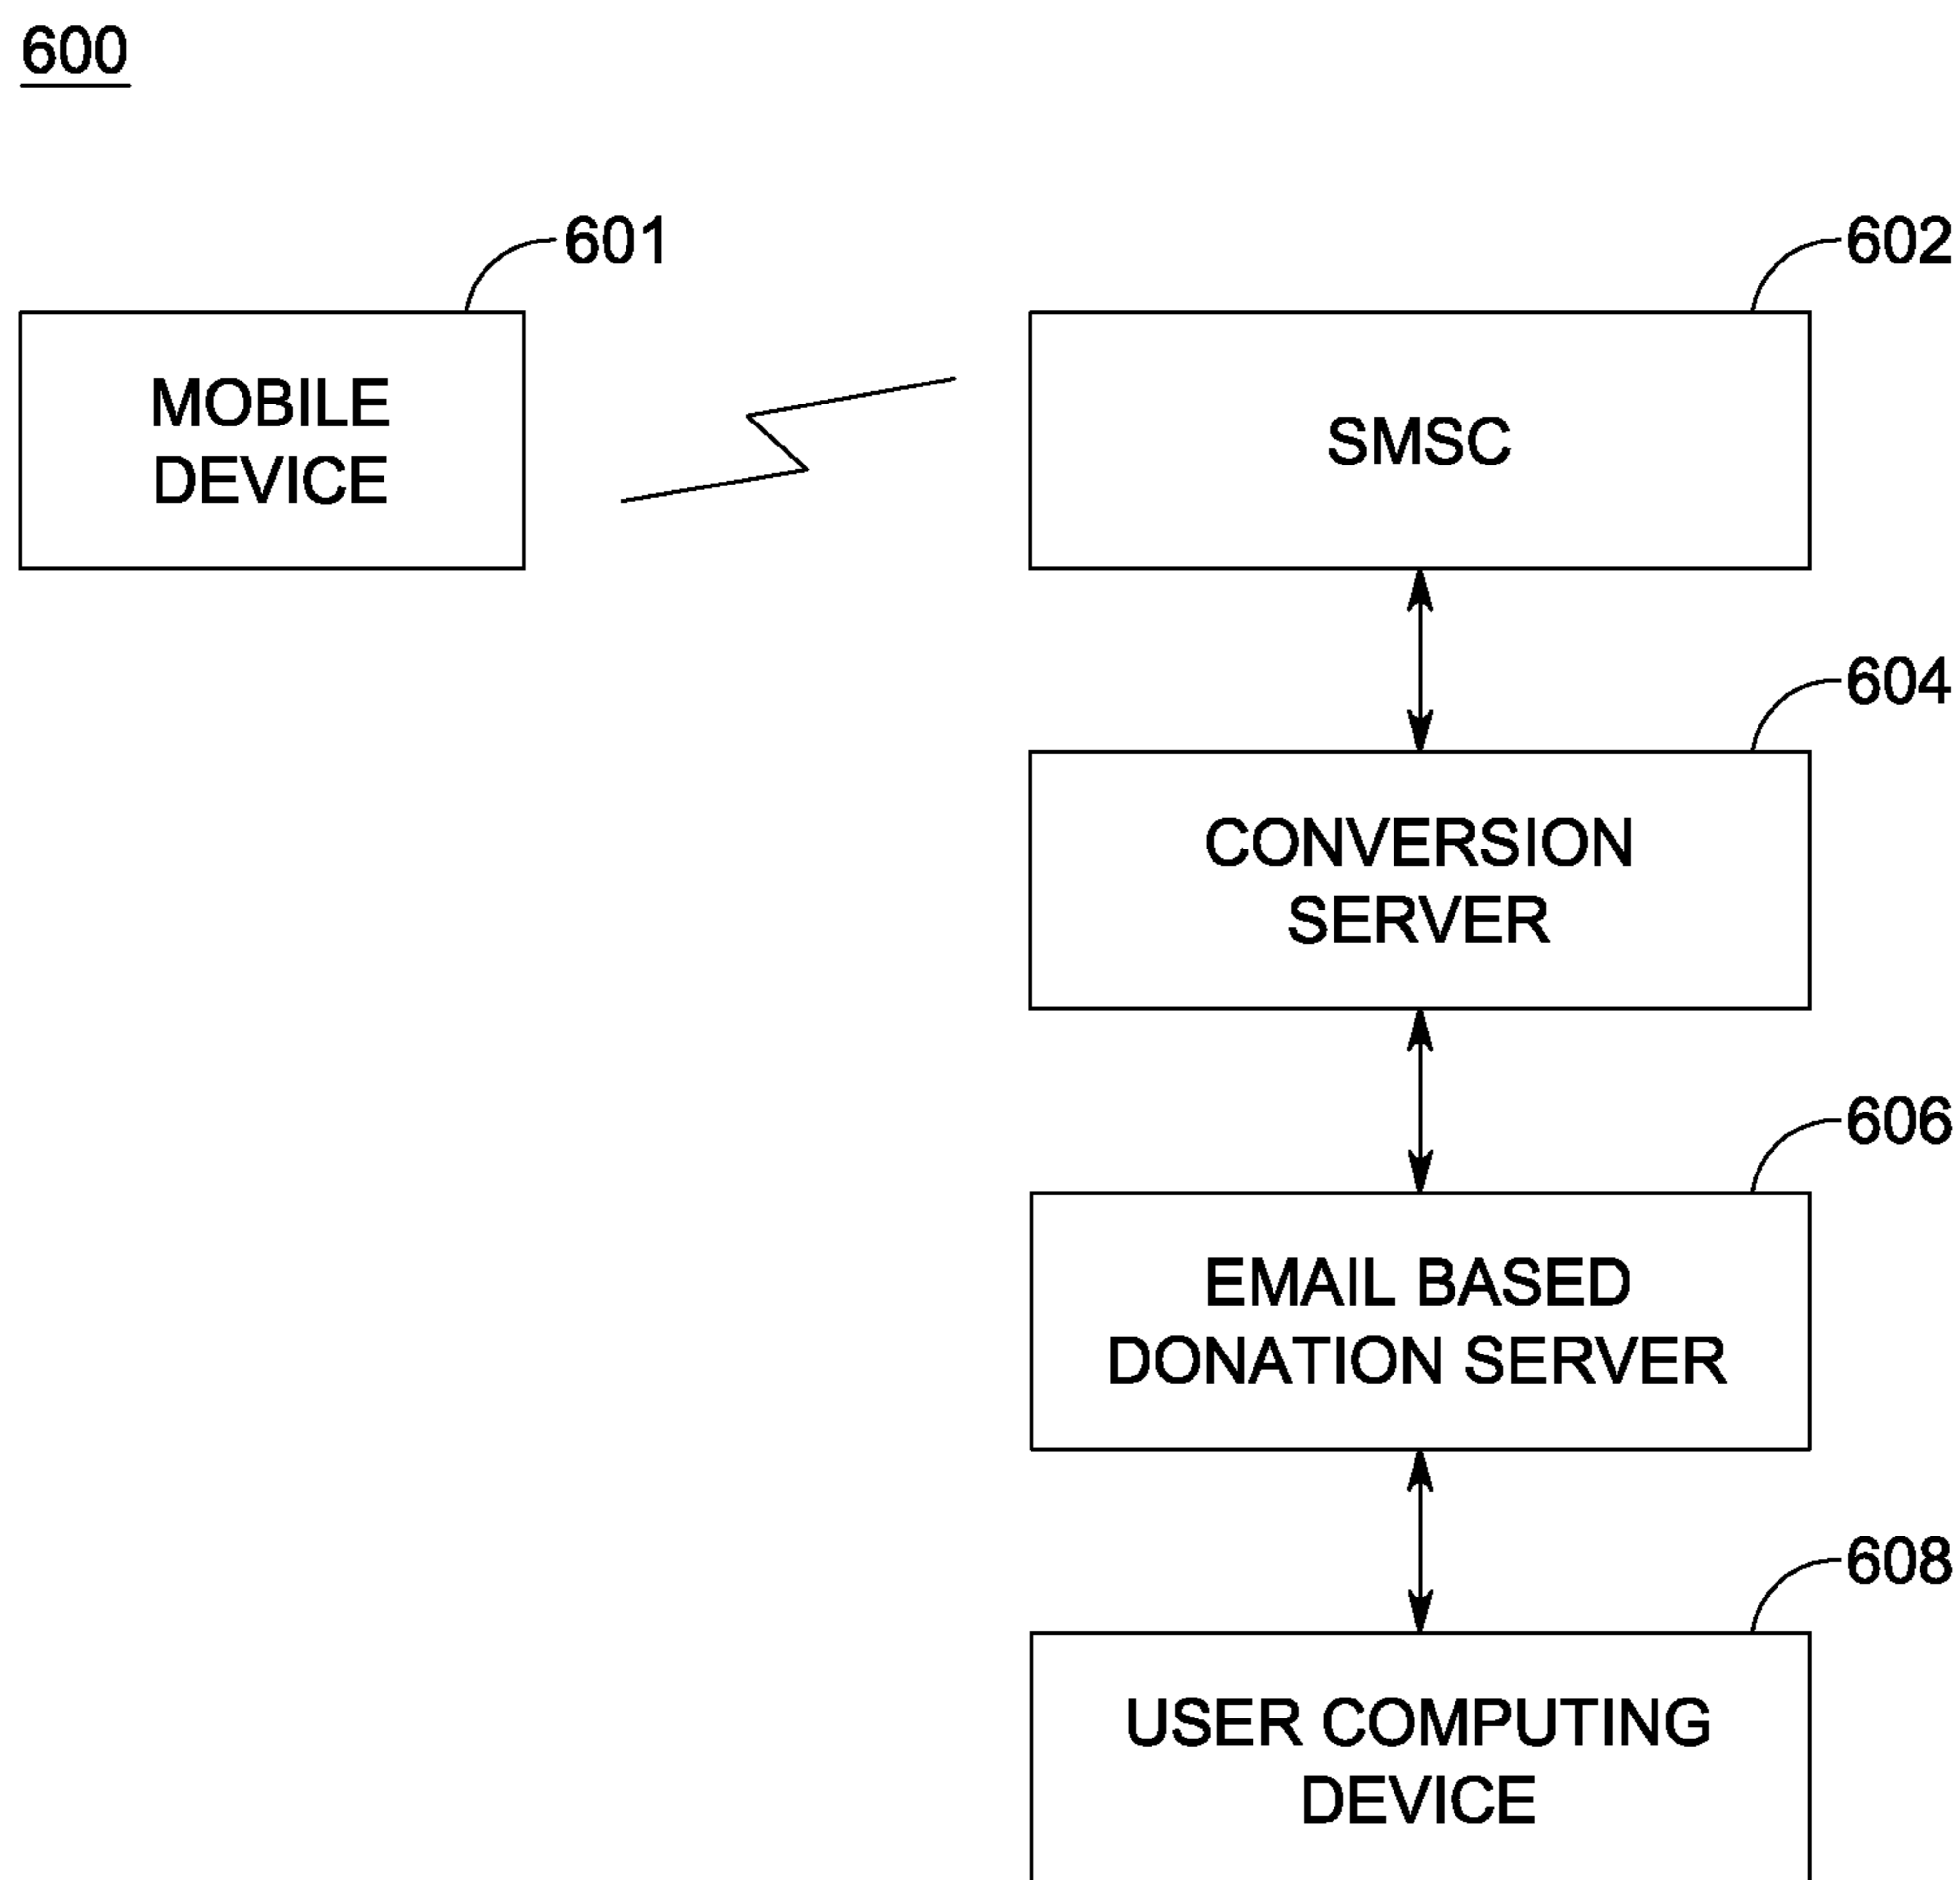 600
601
602
MOBILE
DEVICE
SMSC
604
CONVERSION
SERVER
606
EMAIL BASED
DONATION SERVER
608
USER COMPUTING
DEVICE